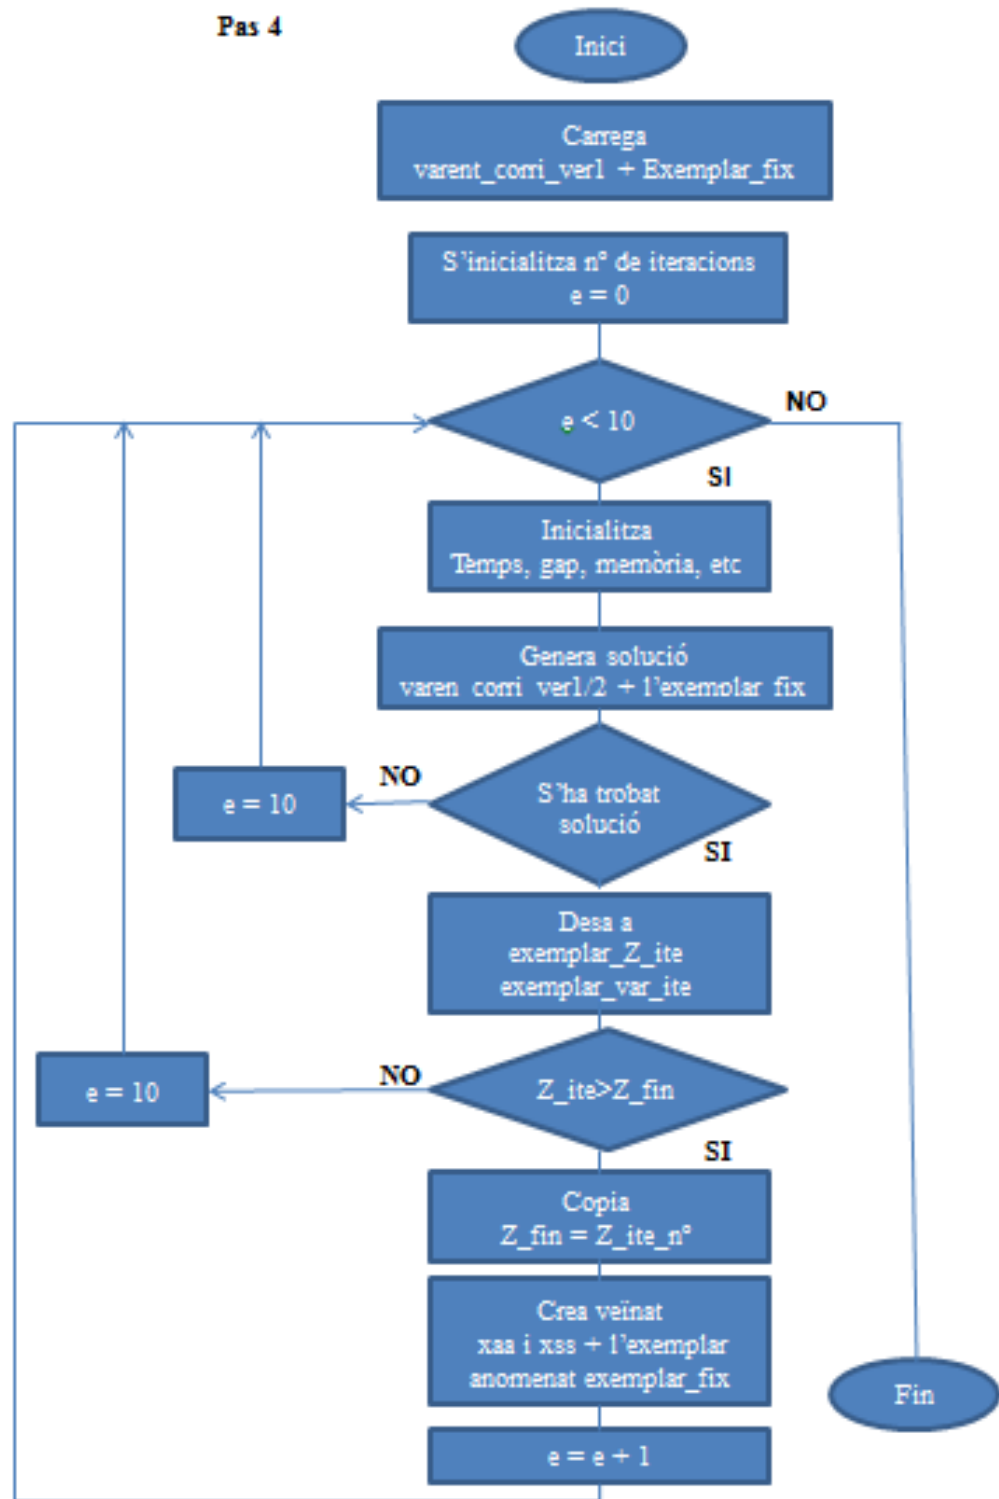 Pas 4
Inici
Carrega
varent_corri_ver1 + Exemplar_fix
S'inicialitza nº de iteracions
e = 0
e < 10
NO
SI
Inicialitza
Temps, gap, memòria, etc
Genera solució
varen_corri_ver1/2 + l'exemplar_fix
NO
S'ha trobat
solució
e = 10
SI
Desa a
exemplar_Z_ite
exemplar_var_ite
NO
Z_ite>Z_fin
e = 10
SI
Copia
Z_fin = Z_ite_nº
Crea veïnat
xaa i xss + l'exemplar
anomenat exemplar_fix
Fin
e = e + 1